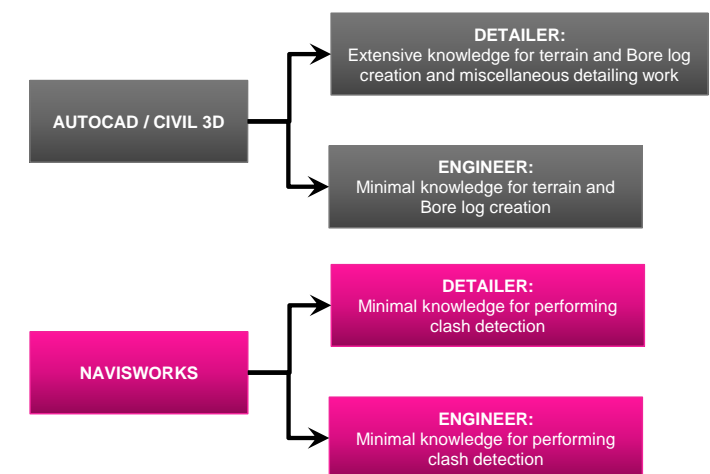 DETAILER:
Extensive knowledge for terrain and Bore log
creation and miscellaneous detailing work
AUTOCAD / CIVIL 3D
ENGINEER:
Minimal knowledge for terrain and
Bore log creation
DETAILER:
Minimal knowledge for performing
clash detection
NAVISWORKS
ENGINEER:
Minimal knowledge for performing
clash detection